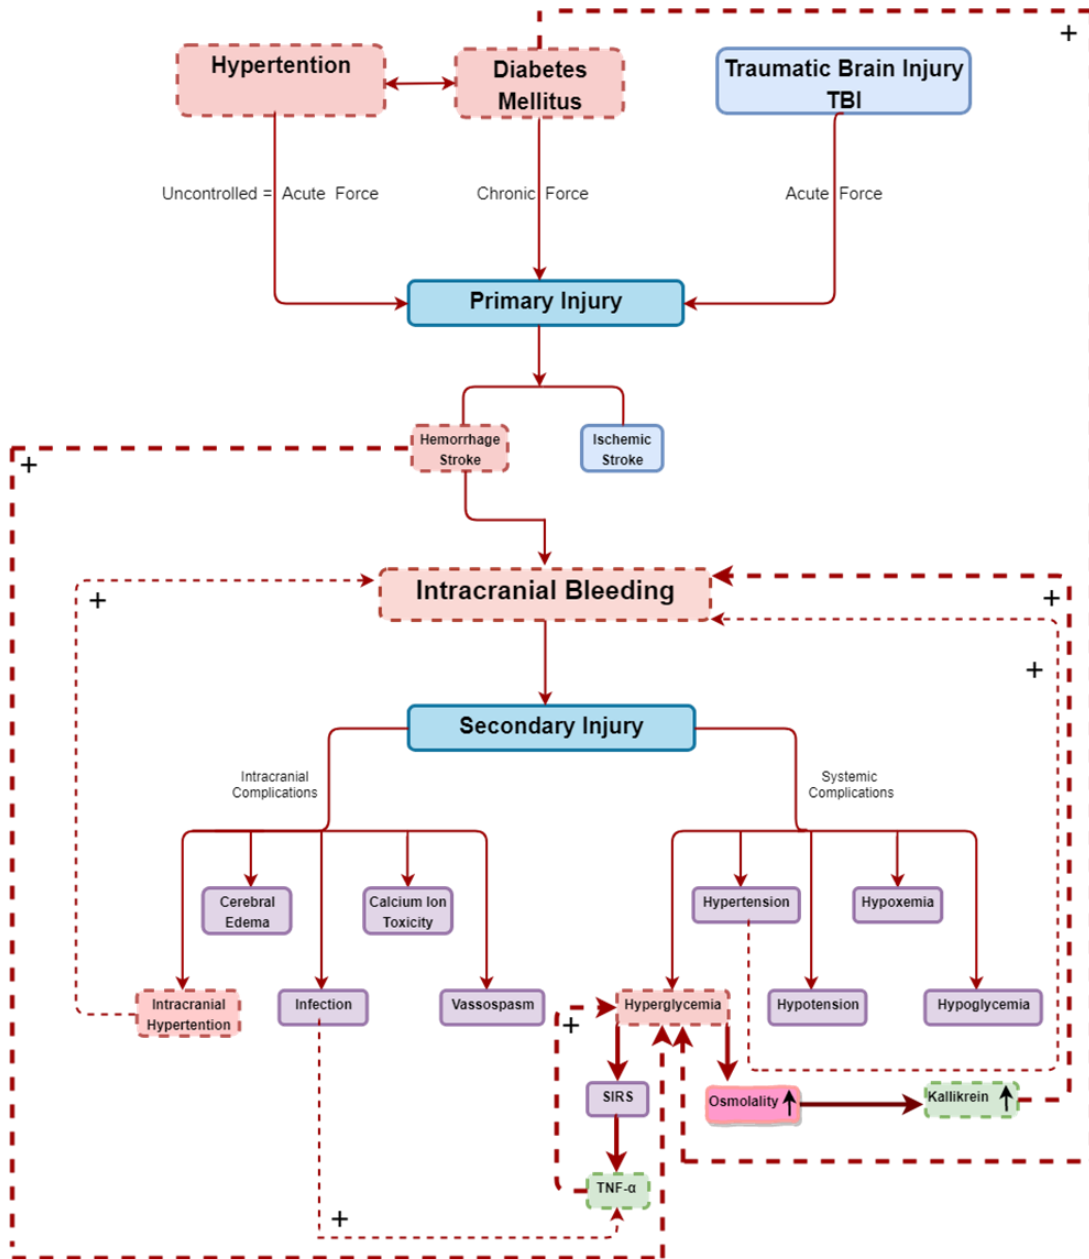 +
Hypertention
Diabetes
Mellitus
Traumatic Brain Injury
TBI
Uncontrolled = Acute Force
Chronic Force
Acute Force
Primary Injury
Hemorrhage
Stroke
Ischemic
Stroke
+
Intracranial Bleeding
+
+
+
Secondary Injury
Intracranial
Complications
Systemic
Complications
Cerebral
Edema
Calcium Ion
Toxicity
Hypertension
Hypoxemia
Intracranial
Hypertention
Infection
Vassospasm
Hyperglycemia
Hypotension
Hypoglycemia
+
SIRS
Osmolality ↑
Kallikrein ↑
TNF-α
+